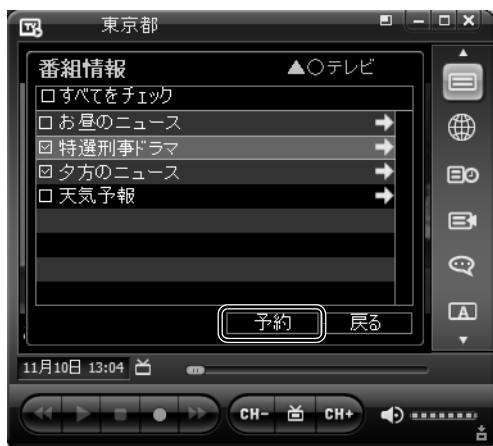 TV 東京都
番組情報 ▲○テレビ
□すべてをチェック
□お昼のニュース
☑特選刑事ドラマ
☑夕方のニュース
□天気予報
予約 戻る
A
11月10日 13:04
CH- CH+